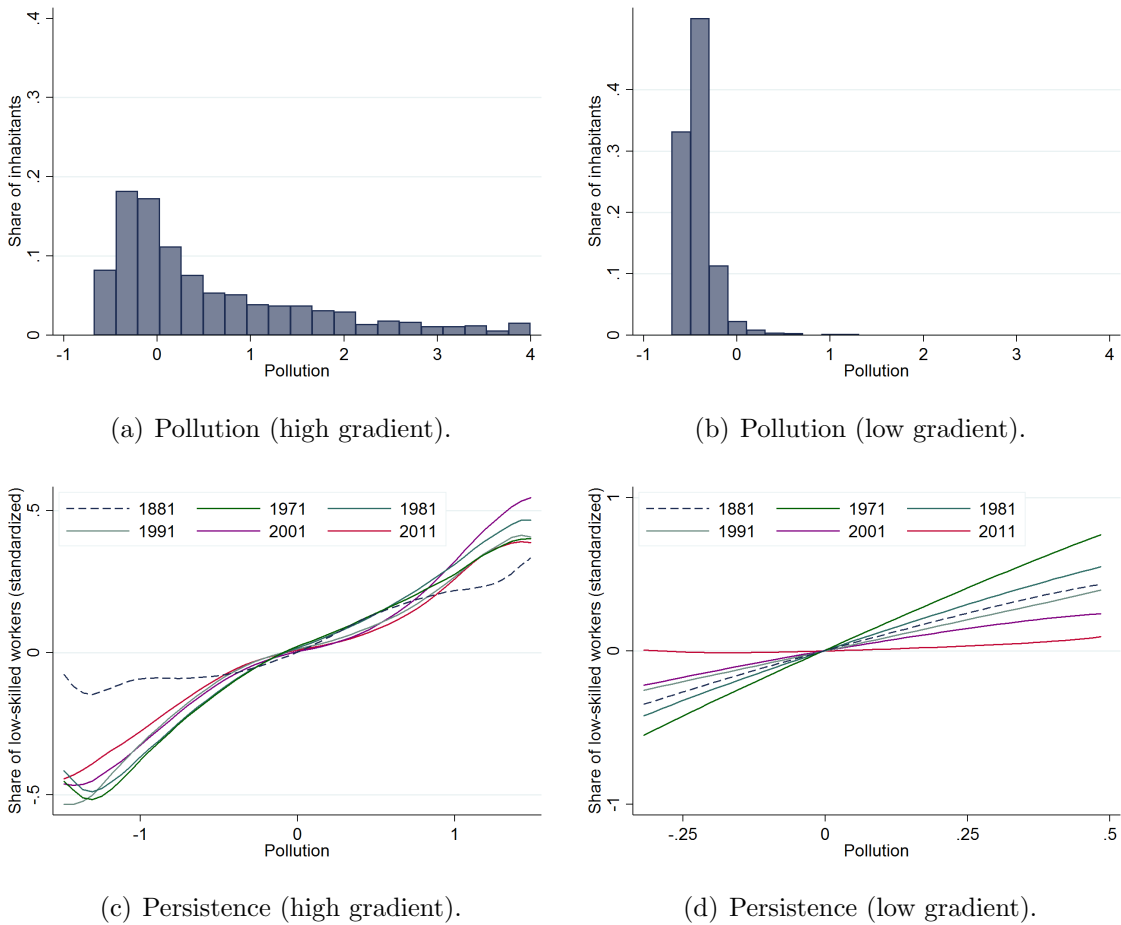 Share of inhabitants
.4
.3
.2
.1
0
-1 0 1 2 3 4
Pollution
(a) Pollution (high gradient).
Share of inhabitants
.4
.3
.2
.1
0
-1 0 1 2 3 4
Pollution
(b) Pollution (low gradient).
Share of low-skilled workers (standardized)
.5
0
-.5
1881 1971 1981
1991 2001 2011
-1 0 1
Pollution
(c) Persistence (high gradient).
Share of low-skilled workers (standardized)
1
0
-1
1881 1971 1981
1991 2001 2011
-.25 0 .25 .5
Pollution
(d) Persistence (low gradient).